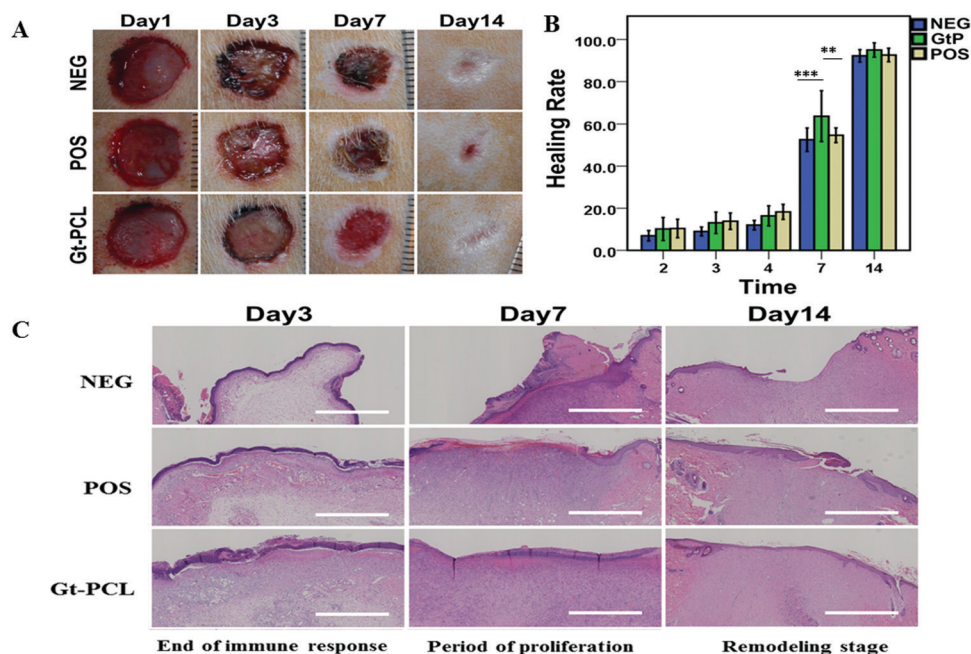 A
Day1 Day3 Day7 Day14
NEG
POS
Gt-PCL
B
NEG
GtP
POS
Healing Rate
100.0
80.0
60.0
40.0
20.0
0.0
***
**
2 3 4 7 14
Time
C
Day3 Day7 Day14
NEG
POS
Gt-PCL
End of immune response Period of proliferation Remodeling stage